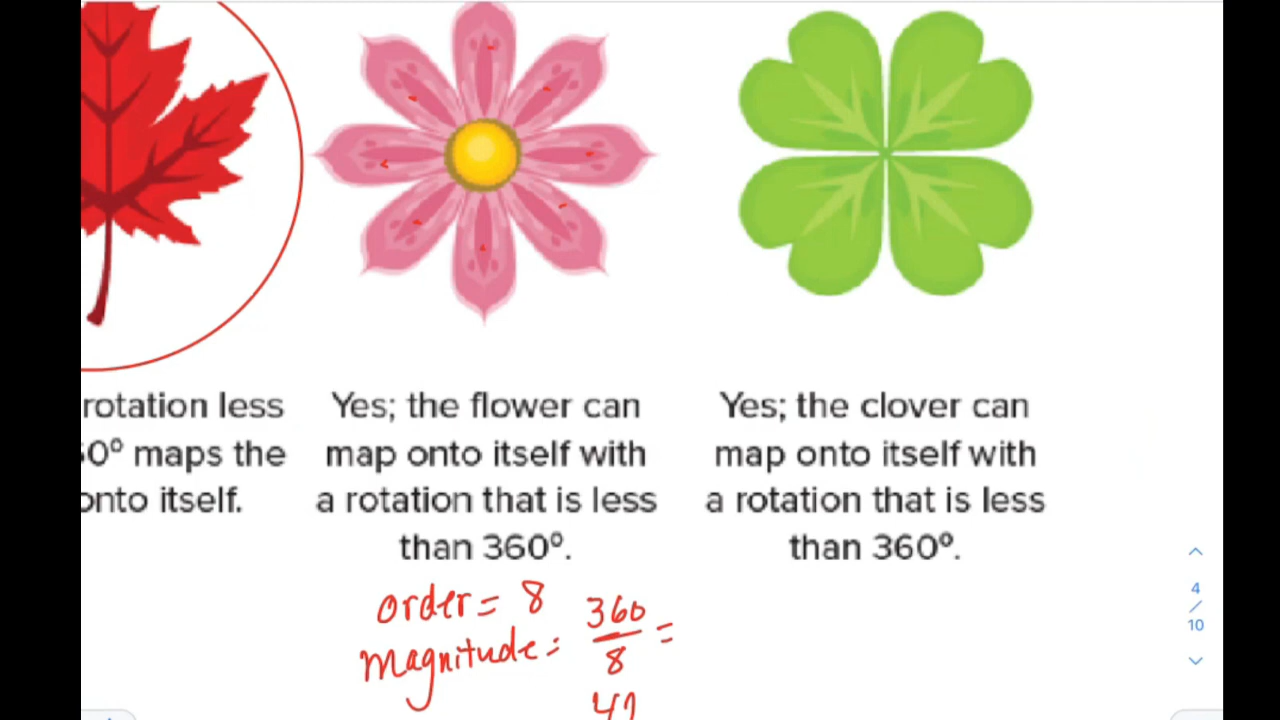 rotation less
0° maps the
onto itself.
Yes; the flower can
map onto itself with
a rotation that is less
than 360°.
Yes; the clover can
map onto itself with
a rotation that is less
than 360°.
order = 8
magnitude = 360/8 =
4
/
10